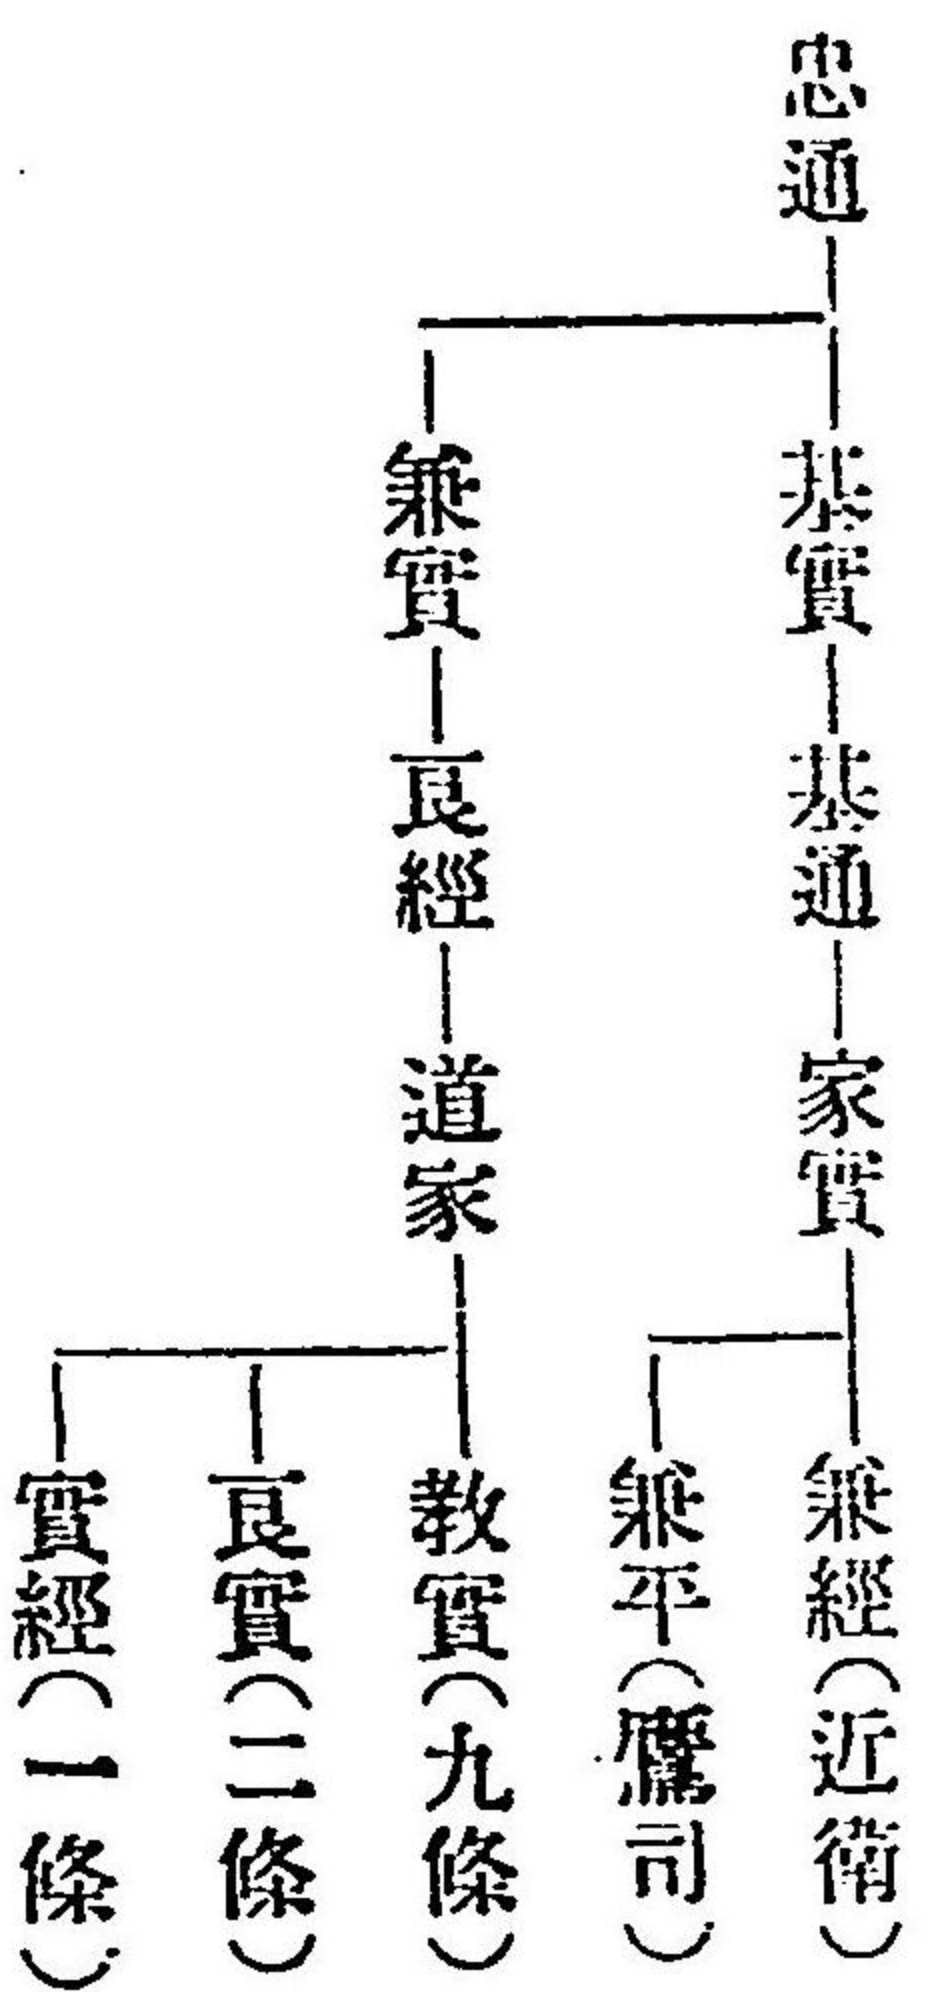 忠通
基實
基通
家實
兼經(近衛)
兼平(鷹司)
兼實
良經
道家
教實(九條)
良實(二條)
實經(一條)